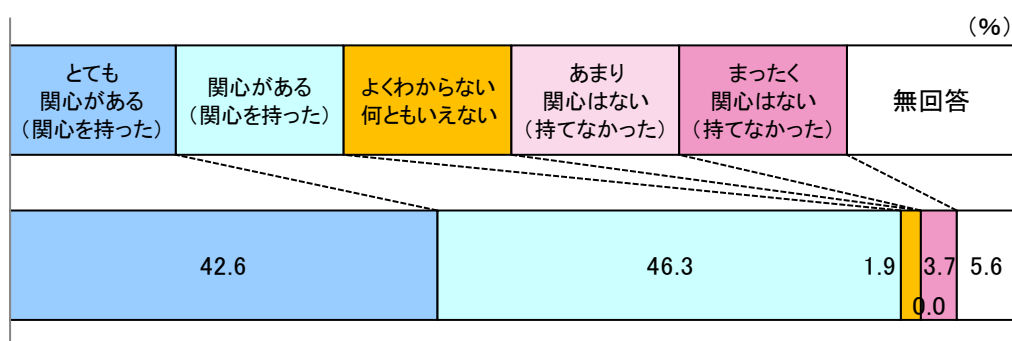 (%)
とても
関心がある
(関心を持った)
関心がある
(関心を持った)
よくわからない
何ともいえない
あまり
関心はない
(持てなかった)
まったく
関心はない
(持てなかった)
無回答
42.6
46.3
1.9
0.0
3.7
5.6